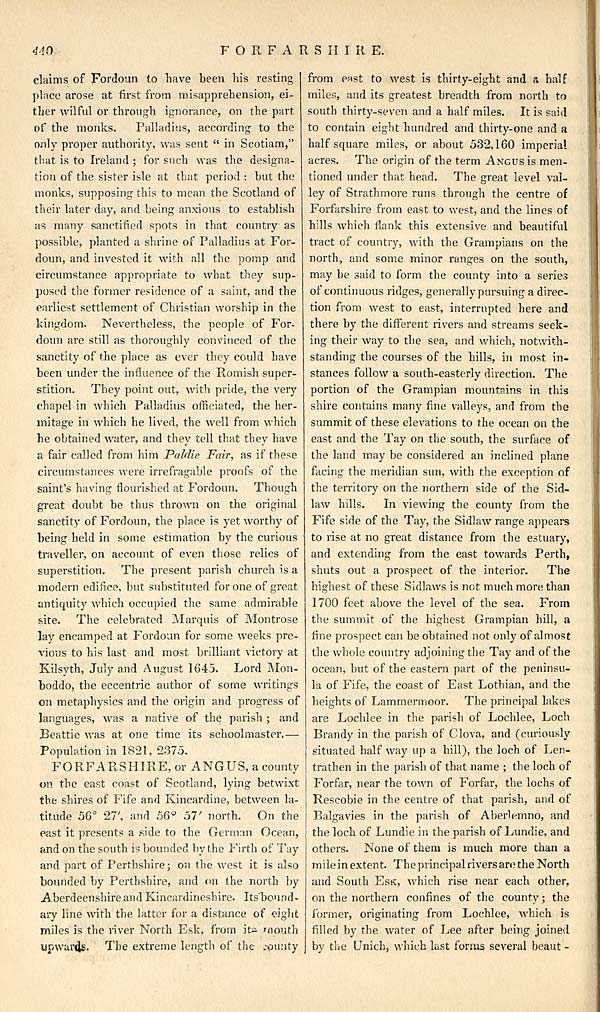 440
FORFARSHIRE.
claims of Fordoun to have been his resting
place arose at first from misapprehension, ei-
ther wilful or through ignorance, on the part
of the monks. Palladius, according to the
only proper authority, was sent “ in Scotiam,”
that is to Ireland ; for such was the designa-
tion of the sister isle at that period : but the
monks, supposing this to mean the Scotland of
their later day, and being anxious to establish
as many sanctified spots in that country as
possible, planted a shrine of Palladius at For-
doun, and invested it with all the pomp and
circumstance appropriate to what they sup-
posed the former residence of a saint, and the
earliest settlement of Christian worship in the
kingdom. Nevertheless, the people of For-
doun are still as thoroughly convinced of the
sanctity of the place as ever they could have
been under the influence of the Romish super-
stition. They point out, with pride, the very
chapel in which Palladius officiated, the her-
mitage in which he lived, the well from which
he obtained water, and they tell that they have
a fair called from him Paldie Fair, as if these
circumstances were irrefragable proofs of the
saint's having flourished at Fordoun. Though
great doubt be thus thrown on the original
sanctity of Fordoun, the place is yet worthy of
being held in some estimation by the curious
traveller, on account of even those relics of
superstition. The present parish church is a
modern edifice, but substituted for one of great
antiquity which occupied the same admirable
site. The celebrated Marquis of Montrose
lay encamped at Fordoun for some weeks pre-
vious to his last and most brilliant victory at
Kilsyth, July and August 1645. Lord Mon-
boddo, the eccentric author of some writings
on metaphysics and the origin and progress of
languages, was a native of the parish ; and
Beattie was at one time its schoolmaster.—
Population in 1821, 2375.
FORFARSHIRE, or ANGUS, a county
on the east coast of Scotland, lying betwixt
the shires of Fife and Kincardine, between la-
titude 56° 27', and 56° 57' north. On the
east it presents a side to the German Ocean,
and on the south is bounded by the Firth of Tay
and part of Perthshire; on the west it is also
bounded by Perthshire, and on the north by
Aberdeenshire and Kincardineshire. Its bound-
ary line with the latter for a distance of eight
miles is the river North Esk, from its mouth
upwards. The extreme length of the county
from east to west is thirty-eight and a half
miles, and its greatest breadth from north to
south thirty-seven and a half miles. It is said
to contain eight hundred and thirty-one and a
half square miles, or about 532,160 imperial
acres. The origin of the term ANGUS is men-
tioned under that head. The great level val-
ley of Strathmore runs through the centre of
Forfarshire from east to west, and the lines of
hills which flank this extensive and beautiful
tract of country, with the Grampians on the
north, and some minor ranges on the south,
may be said to form the county into a series
of continuous ridges, generally pursuing a direc-
tion from west to east, interrupted here and
there by the different rivers and streams seek-
ing their way to the sea, and which, notwith-
standing the courses of the hills, in most in-
stances follow a south-easterly direction. The
portion of the Grampian mountains in this
shire contains many fine valleys, and from the
summit of these elevations to the ocean on the
east and the Tay on the south, the surface of
the land may be considered an inclined plane
facing the meridian sun, with the exception of
the territory on the northern side of the Sid-
law hills. In viewing the county from the
Fife side of the Tay, the Sidlaw range appears
to rise at no great distance from the estuary,
and extending from the east towards Perth,
shuts out a prospect of the interior. The
highest of these Sidlaws is not much more than
1700 feet above the level of the sea. From
the summit of the highest Grampian hill, a
fine prospect can be obtained not only of almost
the whole country adjoining the Tay and of the
ocean, but of the eastern part of the peninsu-
la of Fife, the coast of East Lothian, and the
heights of Lammermoor. The principal lakes
are Lochlee in the parish of Lochlee, Loch
Brandy in the parish of Clova, and (curiously
situated half way up a hill), the loch of Len-
trathen in the parish of that name ; the loch of
Forfar, near the town of Forfar, the lochs of
Rescobie in the centre of that parish, and of
Balgavies in the parish of Aberlemno, and
the loch of Lundie in the parish of Lundie, and
others. None of them is much more than a
mile in extent. The principal rivers are the North
and South ESK, which rise near each other,
on the northern confines of the county; the
former, originating from Lochlee, which is
filled by the water of Lee after being joined
by the Unich, which last forms several beaut -